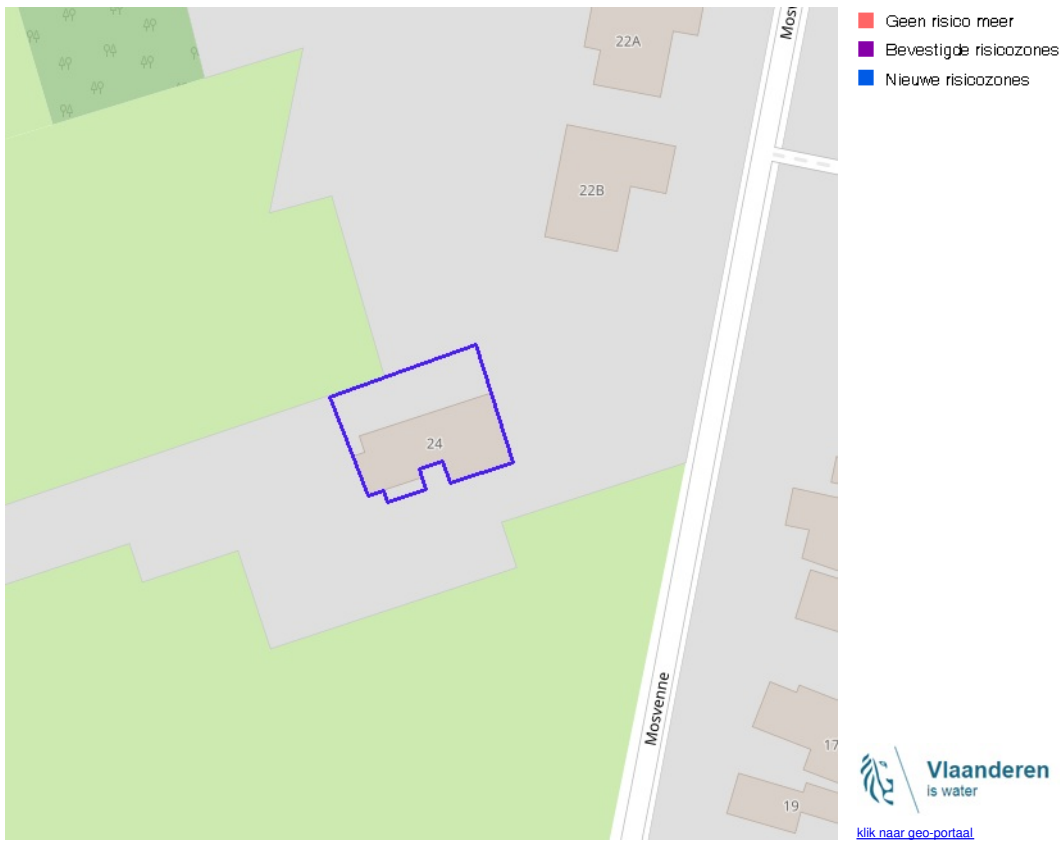 Geen risico meer
Bevestigde risicozones
Nieuwe risicozones
22A
22B
24
Mosvenne
17
19
Vlaanderen
is water
klik naar geo-portaal